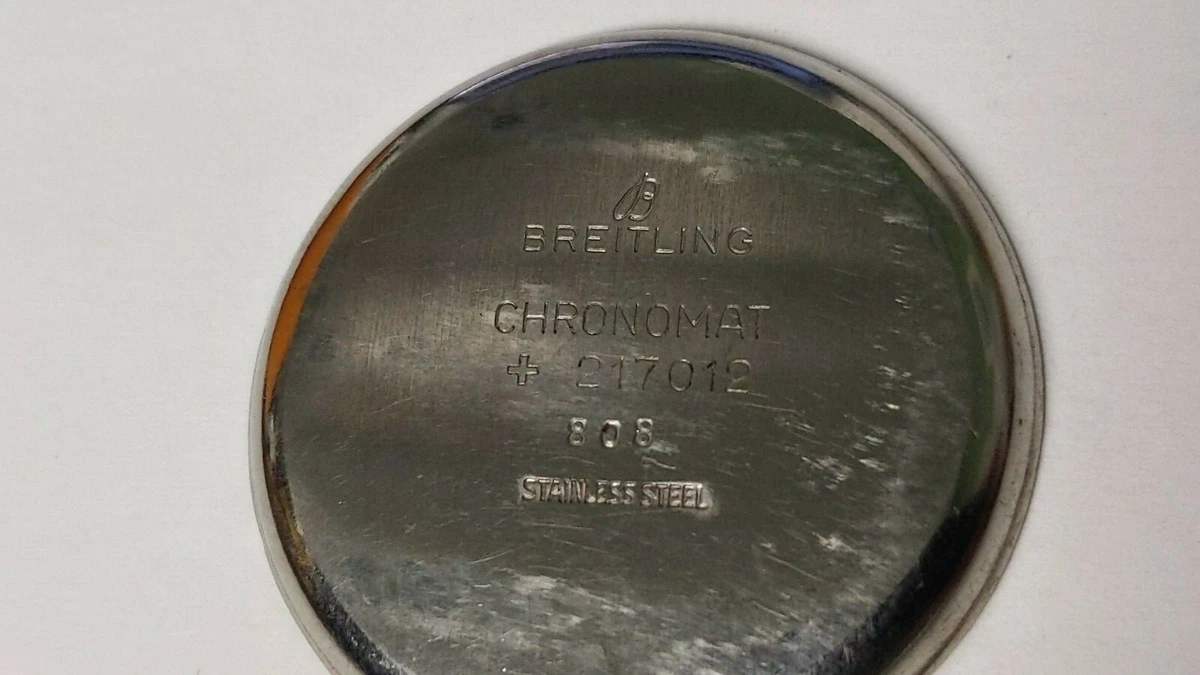 B
BREITLING
CHRONOMAT
+ 217012
808
STAINLESS STEEL